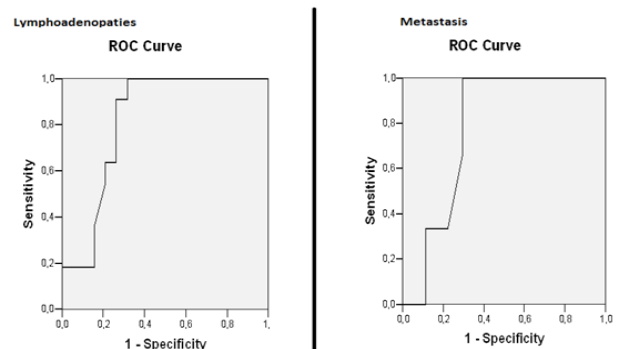 Lymphoadenopaties
ROC Curve
1,0
0,8
0,6
0,4
0,2
0,0
Sensitivity
0,0 0,2 0,4 0,6 0,8 1,
1 - Specificity
Metastasis
ROC Curve
1,0
0,8
0,6
0,4
0,2
0,0
Sensitivity
0,0 0,2 0,4 0,6 0,8 1,0
1 - Specificity